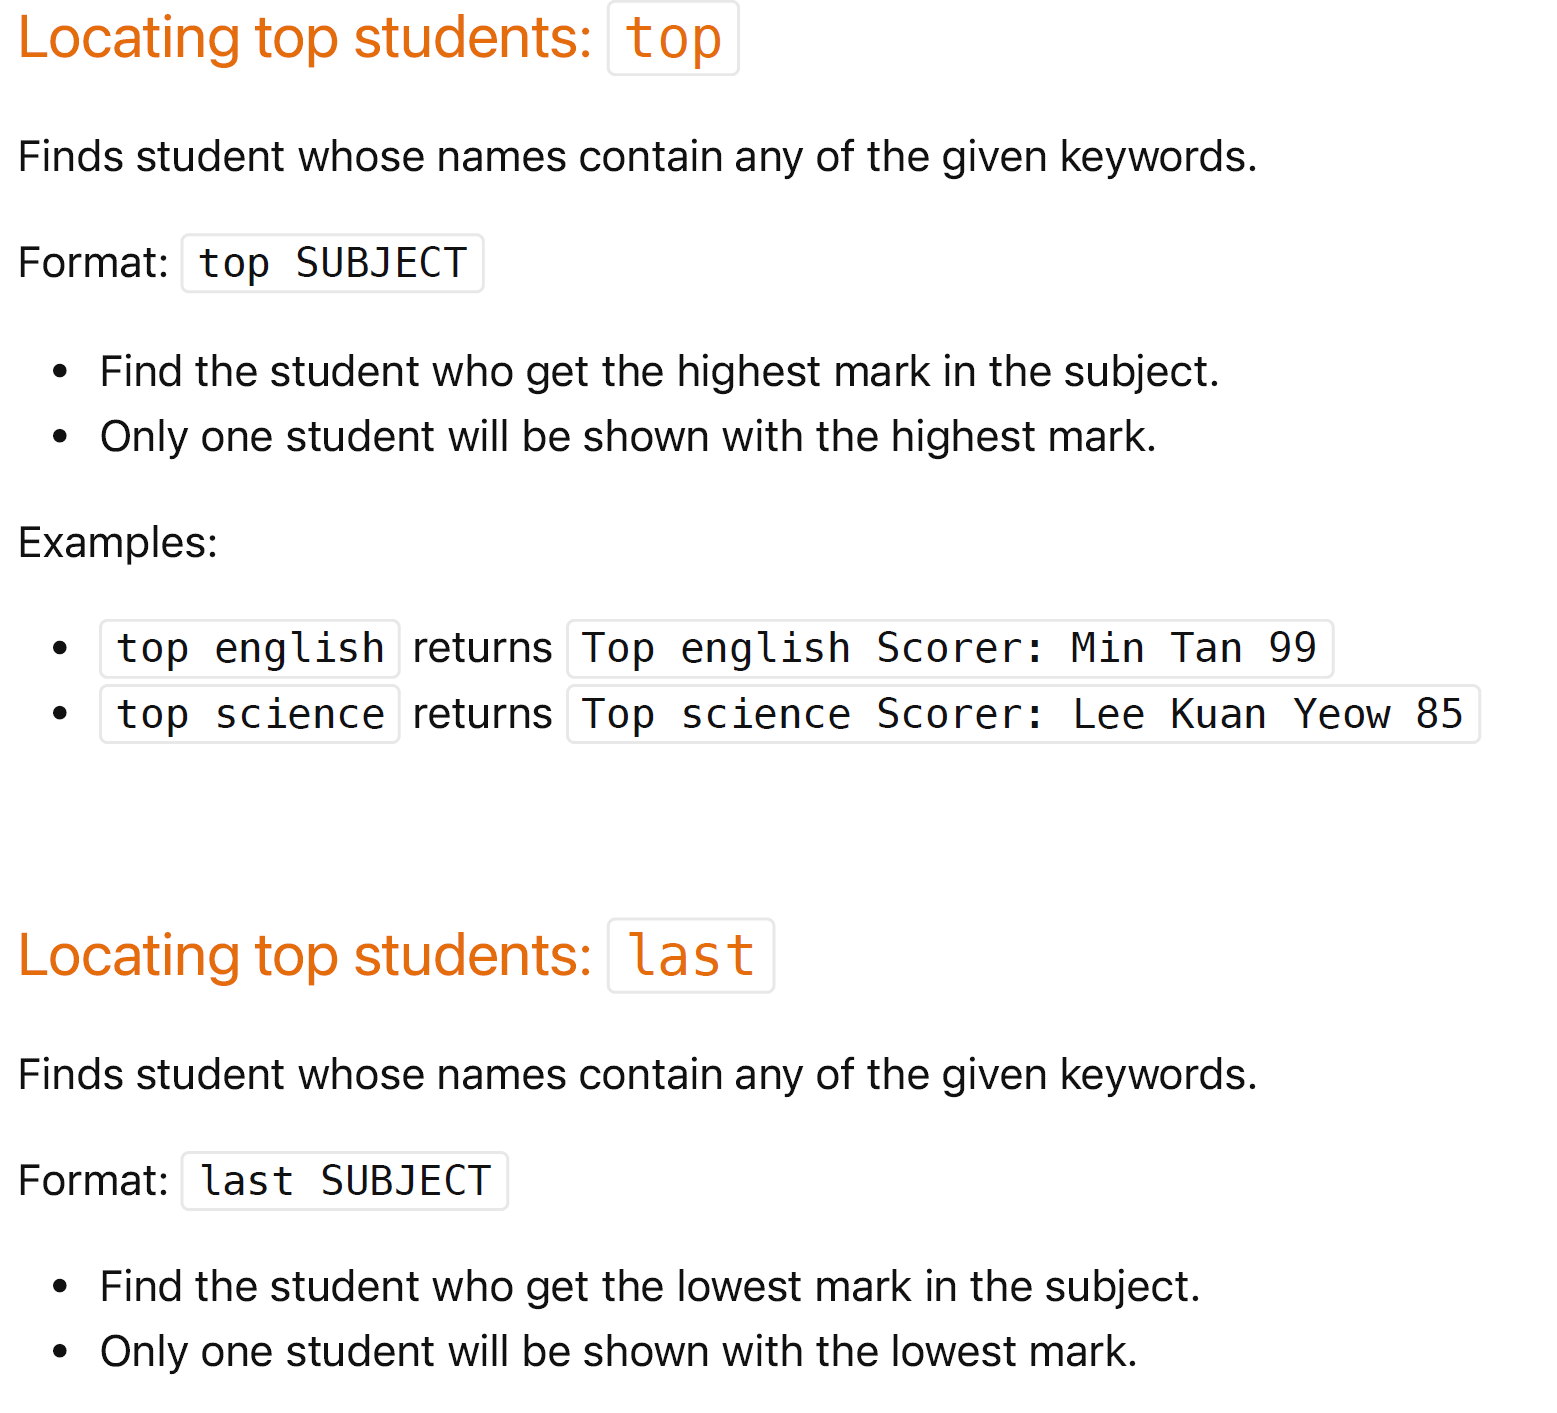 Locating top students: top
Finds student whose names contain any of the given keywords.
Format: top SUBJECT
• Find the student who get the highest mark in the subject.
• Only one student will be shown with the highest mark.
Examples:
• top english returns Top english Scorer: Min Tan 99
• top science returns Top science Scorer: Lee Kuan Yeow 85
Locating top students: last
Finds student whose names contain any of the given keywords.
Format: last SUBJECT
• Find the student who get the lowest mark in the subject.
• Only one student will be shown with the lowest mark.